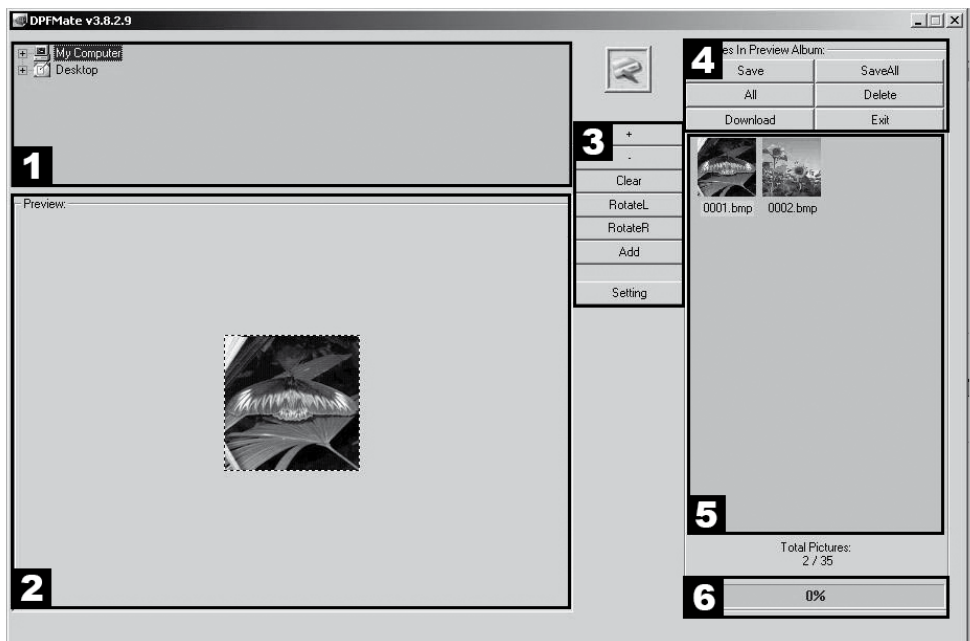 DPFMate v3.8.2.9
My Computer
Desktop
1
Preview:
2
3
+
-
Clear
RotateL
RotateR
Add
Setting
4
In Preview Album:
Save SaveAll
All Delete
Download Exit
0001.bmp 0002.bmp
5
Total Pictures:
2 / 35
6
0%